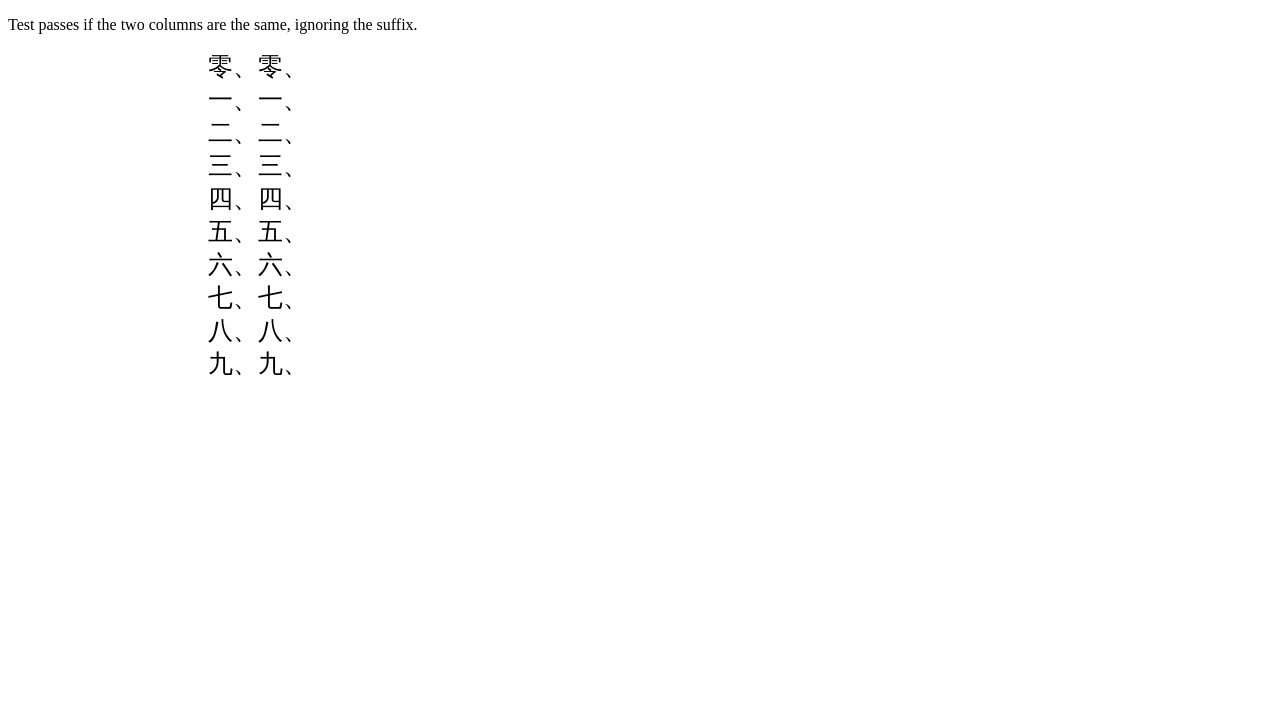 Test passes if the two columns are the same, ignoring the suffix.
零、零、
一、一、
二、二、
三、三、
四、四、
五、五、
六、六、
七、七、
八、八、
九、九、